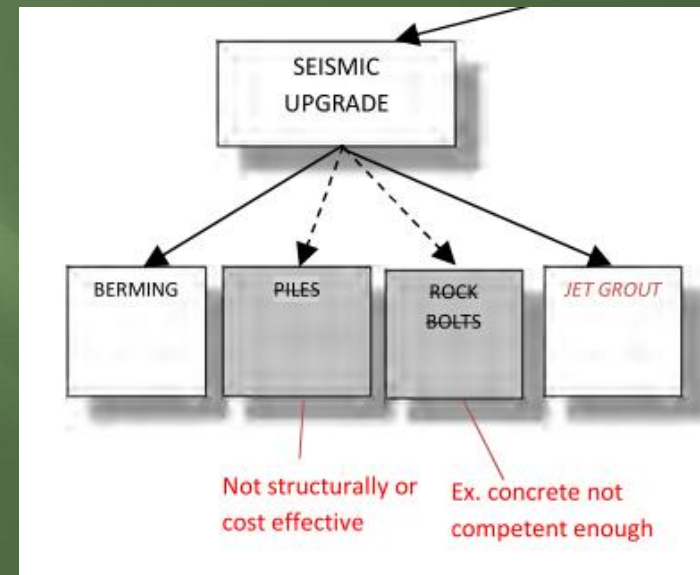 SEISMIC
UPGRADE
BERMING
PILES
ROCK
BOLTS
JET GROUT
Not structurally or
cost effective
Ex. concrete not
competent enough